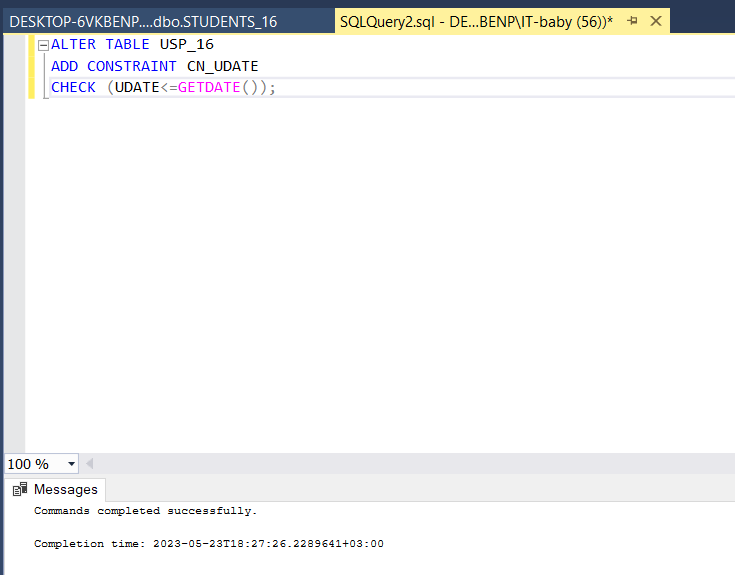 DESKTOP-6VKBENP....dbo.STUDENTS_16
SQLQuery2.sql - DE...BENP\IT-baby (56))*
ALTER TABLE USP_16
ADD CONSTRAINT CN_UDATE
CHECK (UDATE<=GETDATE());
100 %
Messages
Commands completed successfully.
Completion time: 2023-05-23T18:27:26.2289641+03:00